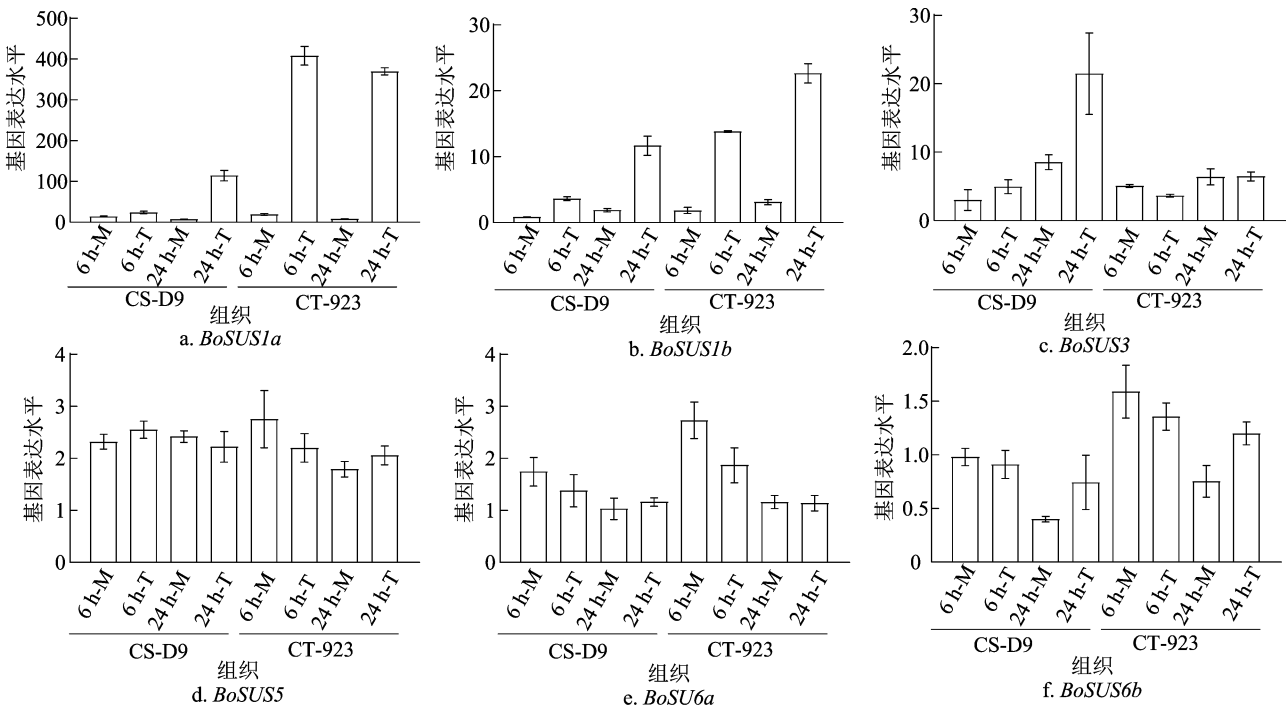 500
400
300
200
100
0
基因表达水平
6 h-M
6 h-T
24 h-M
24 h-T
6 h-M
6 h-T
24 h-M
24 h-T
CS-D9
CT-923
组织
a. BoSUS1a
30
20
10
0
基因表达水平
6 h-M
6 h-T
24 h-M
24 h-T
6 h-M
6 h-T
24 h-M
24 h-T
CS-D9
CT-923
组织
b. BoSUS1b
30
20
10
0
基因表达水平
6 h-M
6 h-T
24 h-M
24 h-T
6 h-M
6 h-T
24 h-M
24 h-T
CS-D9
CT-923
组织
c. BoSUS3
4
3
2
1
0
基因表达水平
6 h-M
6 h-T
24 h-M
24 h-T
6 h-M
6 h-T
24 h-M
24 h-T
CS-D9
CT-923
组织
d. BoSUS5
4
3
2
1
0
基因表达水平
6 h-M
6 h-T
24 h-M
24 h-T
6 h-M
6 h-T
24 h-M
24 h-T
CS-D9
CT-923
组织
e. BoSU6a
2.0
1.5
1.0
0.5
0
基因表达水平
6 h-M
6 h-T
24 h-M
24 h-T
6 h-M
6 h-T
24 h-M
24 h-T
CS-D9
CT-923
组织
f. BoSUS6b